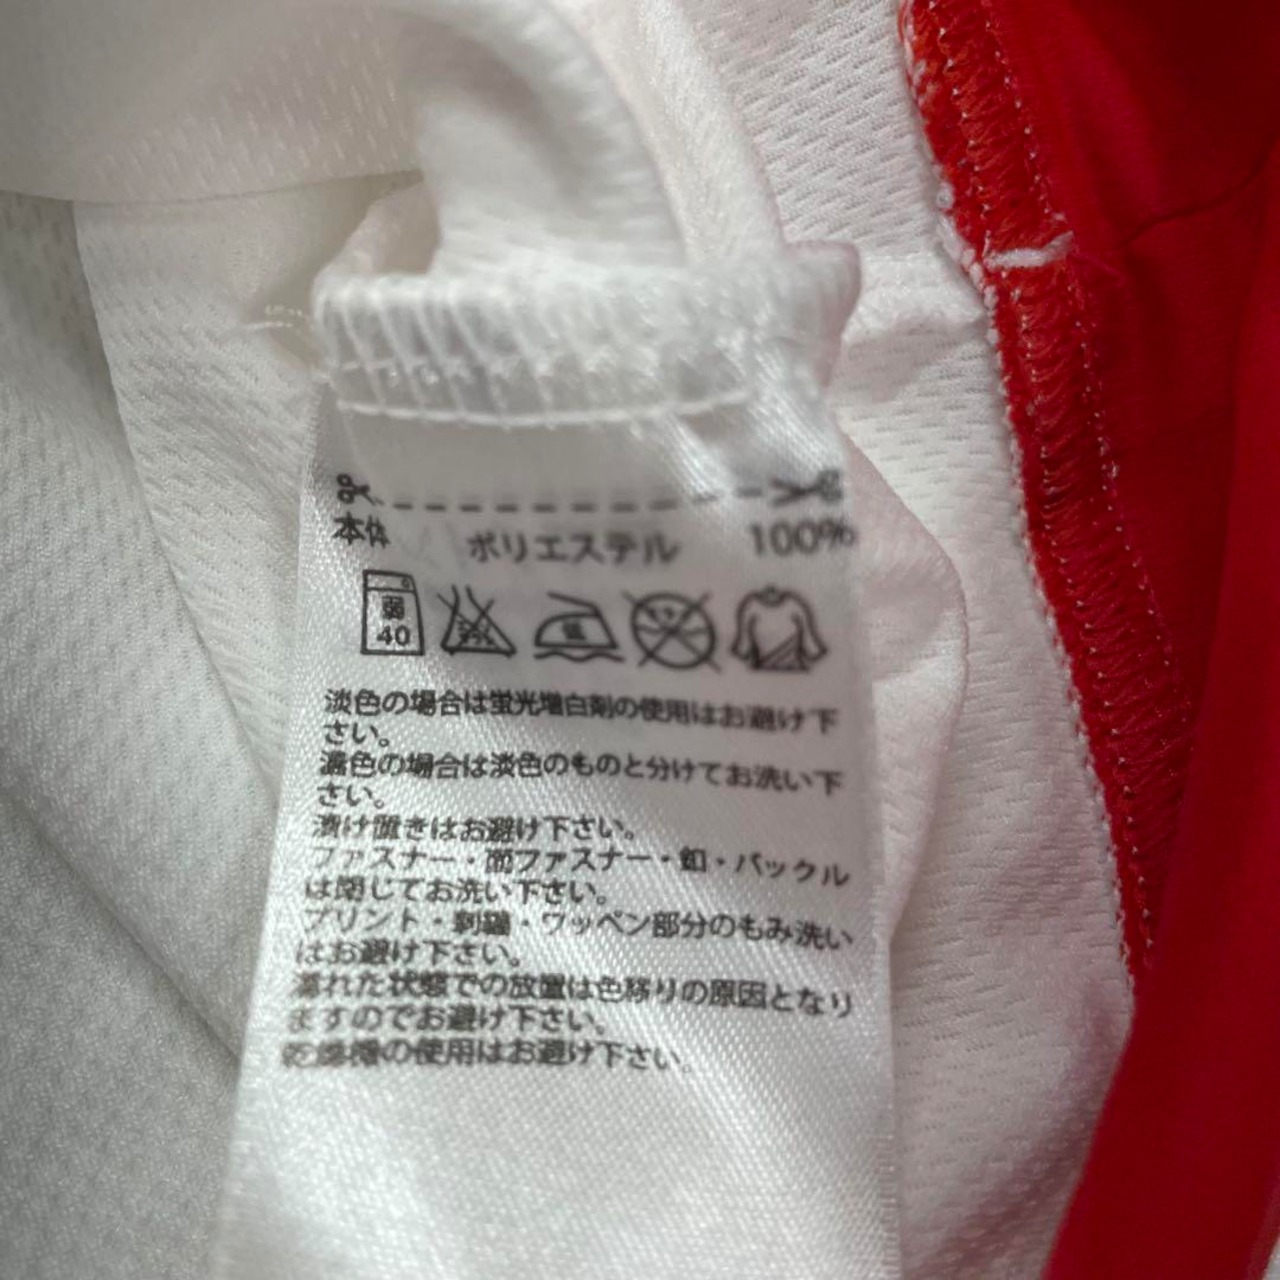 本体 ポリエステル 100%
弱
40
低
淡色の場合は蛍光増白剤の使用はお避け下
さい。
濃色の場合は淡色のものと分けてお洗い下
さい。
漬け置きはお避け下さい。
ファスナー・面ファスナー・釦・バックル
は閉じてお洗い下さい。
プリント・刺繍・ワッペン部分のもみ洗い
はお避け下さい。
濡れた状態での放置は色移りの原因となり
ますのでお避け下さい。
乾燥機の使用はお避け下さい。